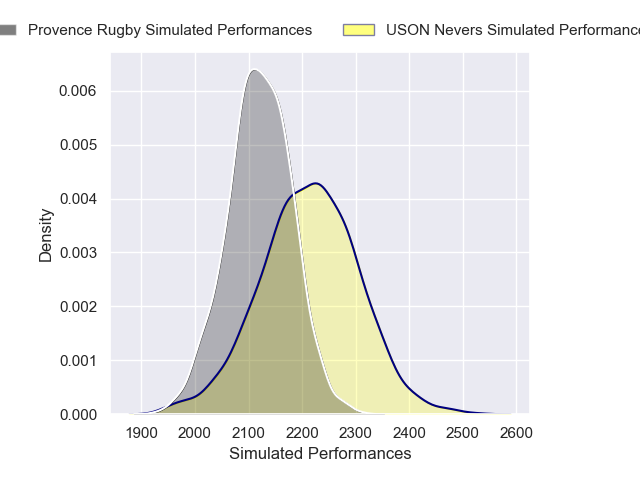 Provence Rugby Simulated Performances
USON Nevers Simulated Performance
0.006
0.005
0.004
0.003
0.002
0.001
0.000
Density
1900 2000 2100 2200 2300 2400 2500 2600
Simulated Performances